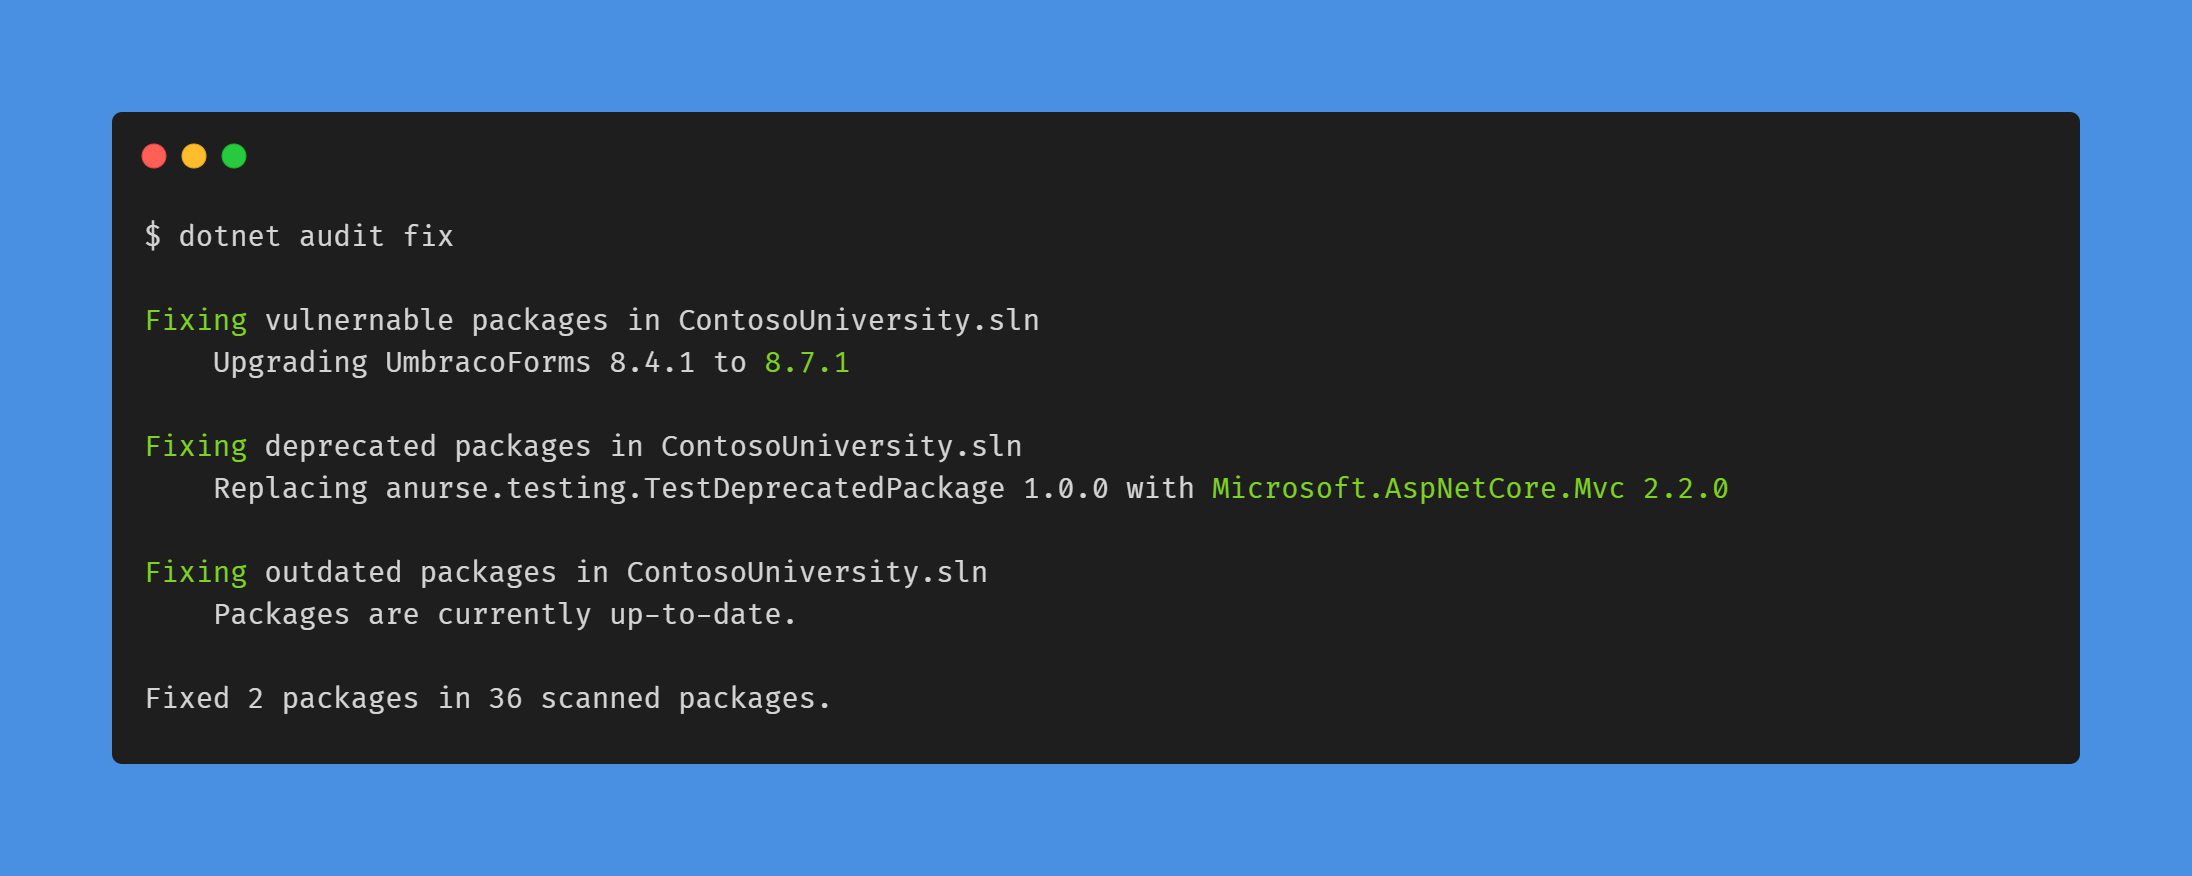 $ dotnet audit fix
Fixing vulnernable packages in ContosoUniversity.sln
Upgrading UmbracoForms 8.4.1 to 8.7.1
Fixing deprecated packages in ContosoUniversity.sln
Replacing anurse.testing.TestDeprecatedPackage 1.0.0 with Microsoft.AspNetCore.Mvc 2.2.0
Fixing outdated packages in ContosoUniversity.sln
Packages are currently up-to-date.
Fixed 2 packages in 36 scanned packages.